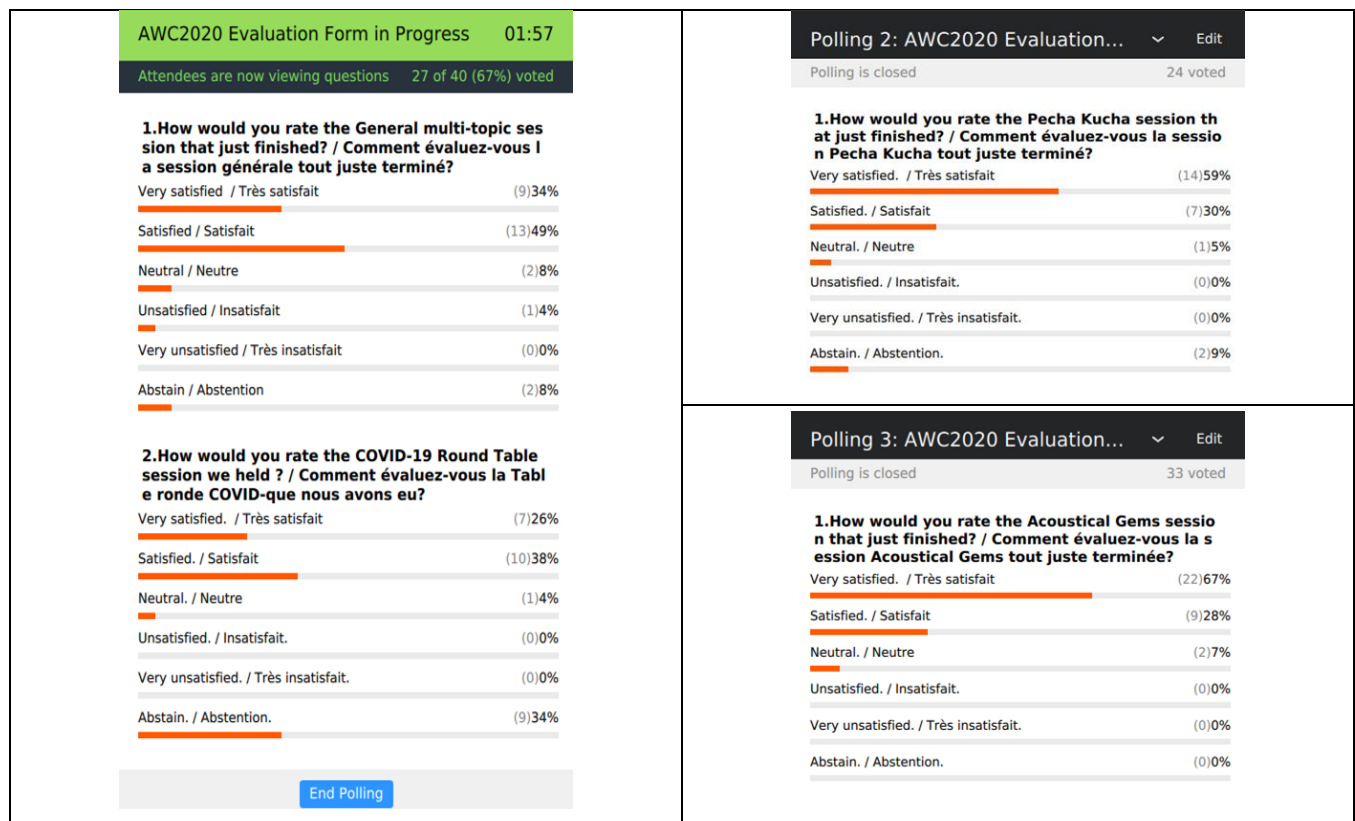 AWC2020 Evaluation Form in Progress 01:57
Attendees are now viewing questions 27 of 40 (67%) voted
1.How would you rate the General multi-topic ses
sion that just finished? / Comment évaluez-vous l
a session générale tout juste terminé?
Very satisfied / Très satisfait (9)34%
Satisfied / Satisfait (13)49%
Neutral / Neutre (2)8%
Unsatisfied / Insatisfait (1)4%
Very unsatisfied / Très insatisfait (0)0%
Abstain / Abstention (2)8%
2.How would you rate the COVID-19 Round Table
session we held ? / Comment évaluez-vous la Tabl
e ronde COVID-que nous avons eu?
Very satisfied. / Très satisfait (7)26%
Satisfied. / Satisfait (10)38%
Neutral. / Neutre (1)4%
Unsatisfied. / Insatisfait. (0)0%
Very unsatisfied. / Très insatisfait. (0)0%
Abstain. / Abstention. (9)34%
End Polling
Polling 2: AWC2020 Evaluation... Edit
Polling is closed 24 voted
1.How would you rate the Pecha Kucha session th
at just finished? / Comment évaluez-vous la sessio
n Pecha Kucha tout juste terminé?
Very satisfied. / Très satisfait (14)59%
Satisfied. / Satisfait (7)30%
Neutral. / Neutre (1)5%
Unsatisfied. / Insatisfait. (0)0%
Very unsatisfied. / Très insatisfait. (0)0%
Abstain. / Abstention. (2)9%
Polling 3: AWC2020 Evaluation... Edit
Polling is closed 33 voted
1.How would you rate the Acoustical Gems sessio
n that just finished? / Comment évaluez-vous la s
ession Acoustical Gems tout juste terminée?
Very satisfied. / Très satisfait (22)67%
Satisfied. / Satisfait (9)28%
Neutral. / Neutre (2)7%
Unsatisfied. / Insatisfait. (0)0%
Very unsatisfied. / Très insatisfait. (0)0%
Abstain. / Abstention. (0)0%